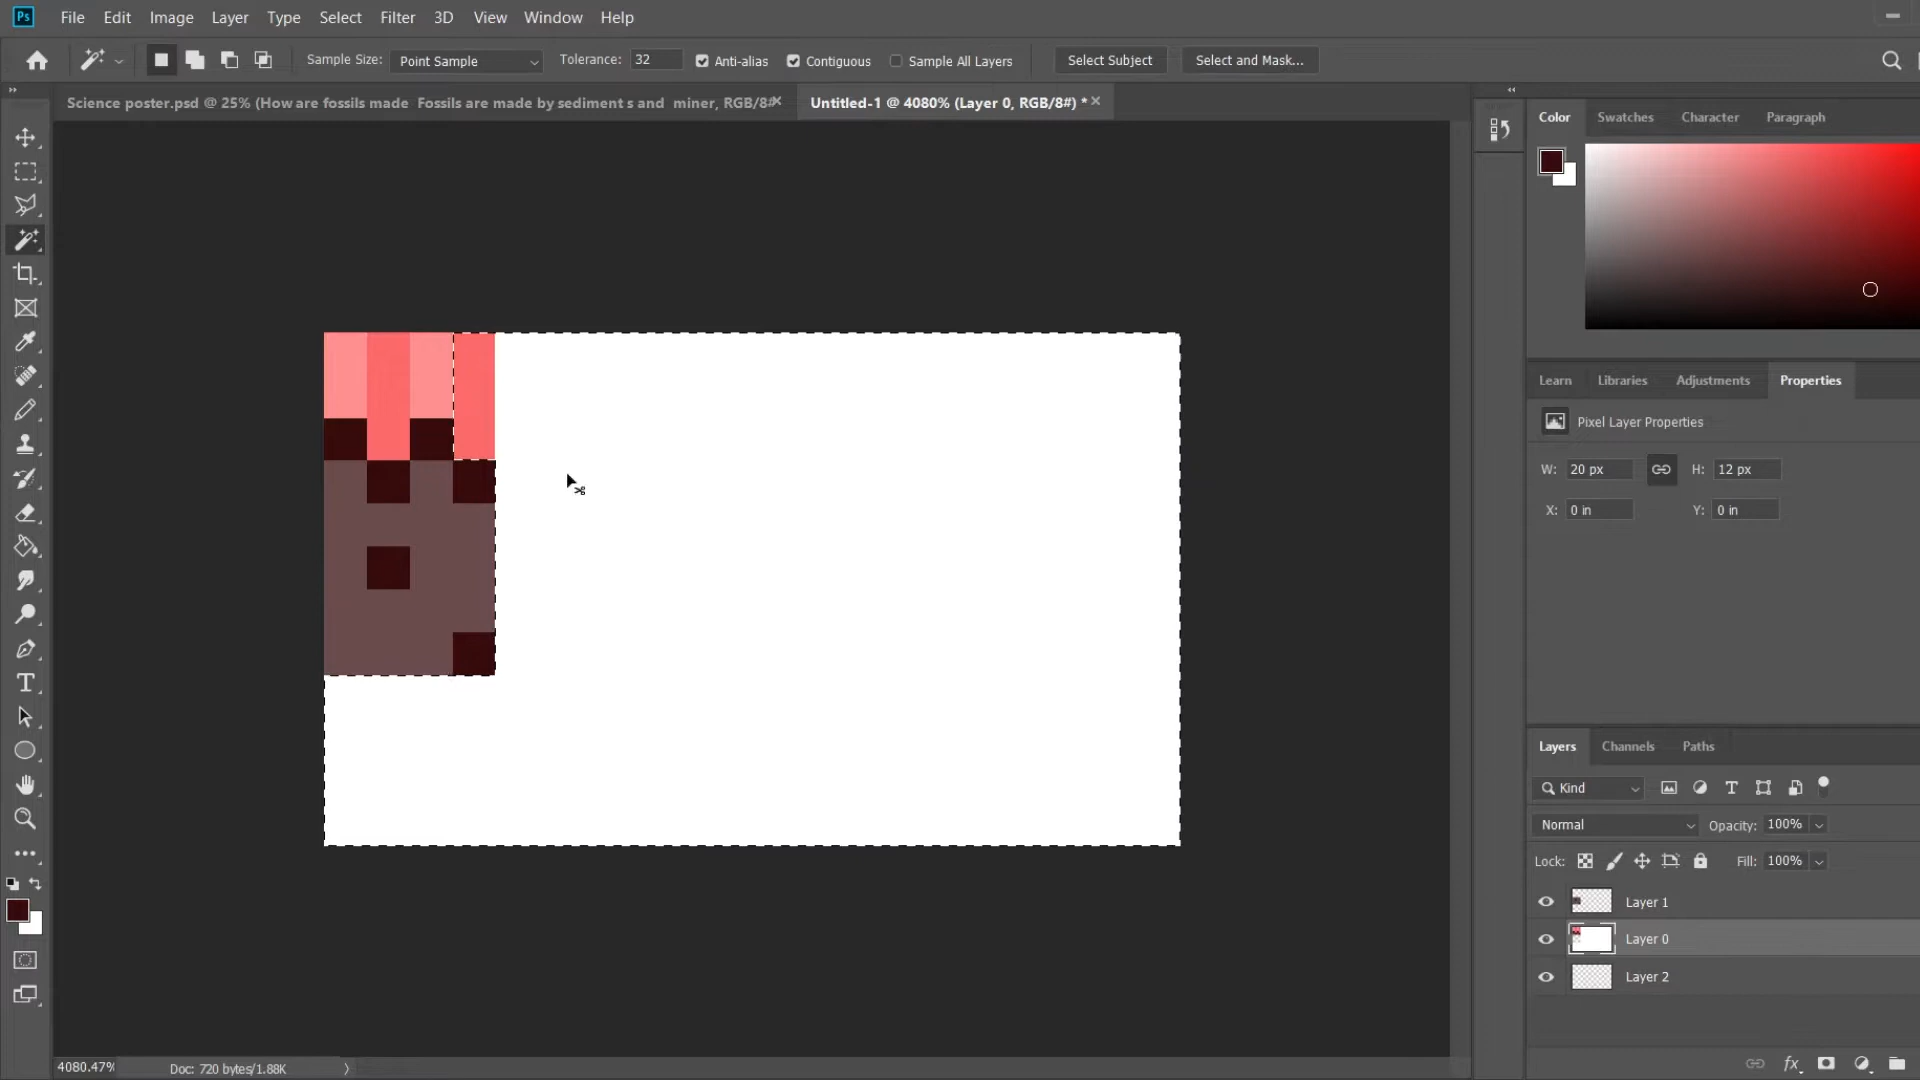 Ps File Edit Image Layer Type Select Filter 3D View Window Help
Sample Size: Point Sample Tolerance: 32 Anti-alias Contiguous Sample All Layers Select Subject Select and Mask...
Science poster.psd @ 25% (How are fossils made  Fossils are made by sediment s and  miner, RGB/8# Untitled-1 @ 4080% (Layer 0, RGB/8#) *
Color Swatches Character Paragraph
Learn Libraries Adjustments Properties
Pixel Layer Properties
W: 20 px H: 12 px
X: 0 in Y: 0 in
Layers Channels Paths
Kind
Normal Opacity: 100%
Lock: Fill: 100%
Layer 1
Layer 0
Layer 2
4080.47% Doc: 720 bytes/1.88K